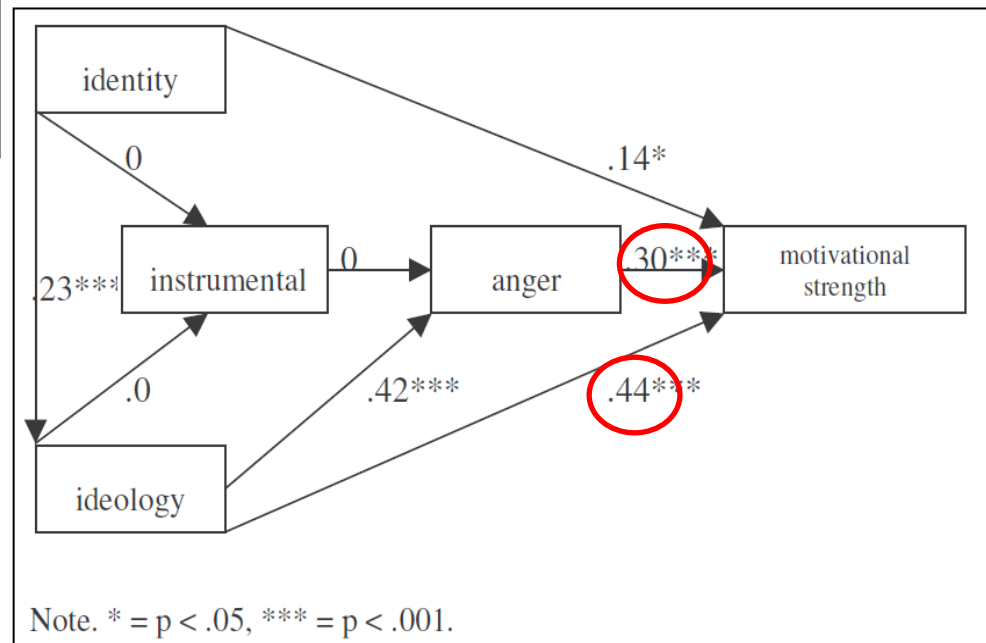 identity
0
.14*
.23***
instrumental
0
anger
.30***
motivational
strength
.0
.42***
.44***
ideology
Note. * = p < .05, *** = p < .001.